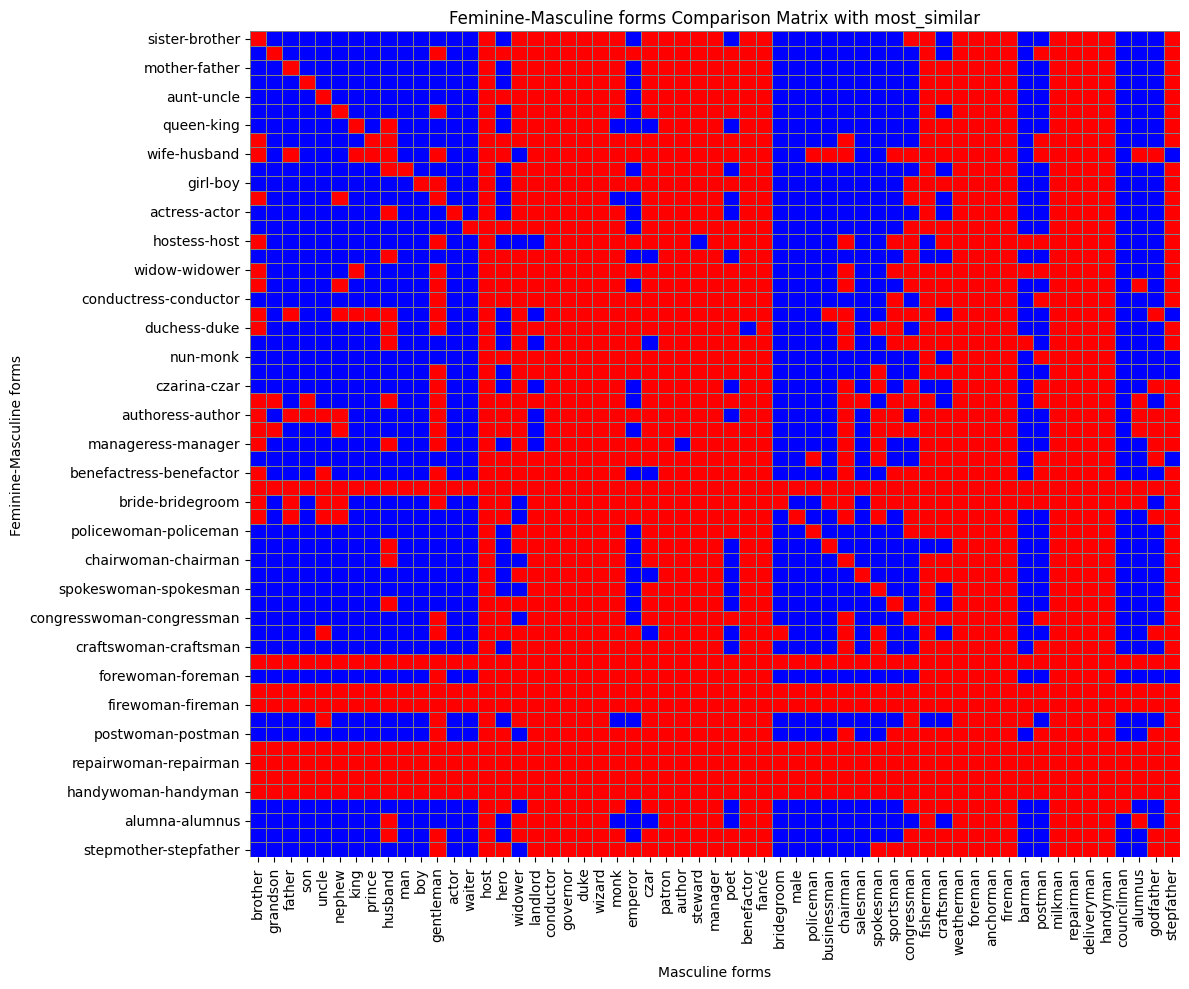 Feminine-Masculine forms Comparison Matrix with most_similar
Feminine-Masculine forms
sister-brother
mother-father
aunt-uncle
queen-king
wife-husband
girl-boy
actress-actor
hostess-host
widow-widower
conductress-conductor
duchess-duke
nun-monk
czarina-czar
authoress-author
manageress-manager
benefactress-benefactor
bride-bridegroom
policewoman-policeman
chairwoman-chairman
spokeswoman-spokesman
congresswoman-congressman
craftswoman-craftsman
forewoman-foreman
firewoman-fireman
postwoman-postman
repairwoman-repairman
handywoman-handyman
alumna-alumnus
stepmother-stepfather
brother
grandson
father
son
uncle
nephew
king
prince
husband
man
boy
gentleman
actor
waiter
host
hero
widower
landlord
conductor
governor
duke
wizard
monk
emperor
czar
patron
author
steward
manager
poet
benefactor
fiancé
bridegroom
male
policeman
businessman
chairman
salesman
spokesman
sportsman
congressman
fisherman
craftsman
weatherman
foreman
anchorman
fireman
barman
postman
milkman
repairman
deliveryman
handyman
councilman
alumnus
godfather
stepfather
Masculine forms